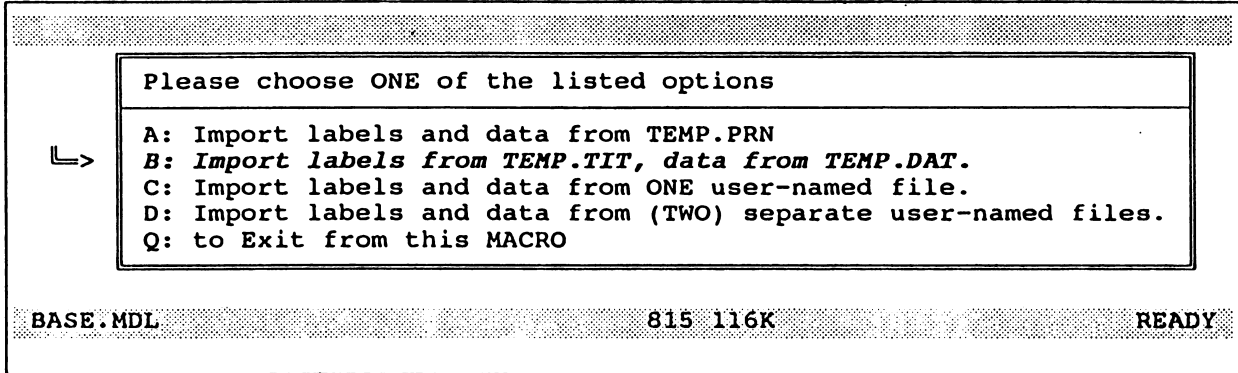 Please choose ONE of the listed options
A: Import labels and data from TEMP.PRN
B: Import labels from TEMP.TIT, data from TEMP.DAT.
C: Import labels and data from ONE user-named file.
D: Import labels and data from (TWO) separate user-named files.
Q: to Exit from this MACRO
BASE.MDL 815 116K READY